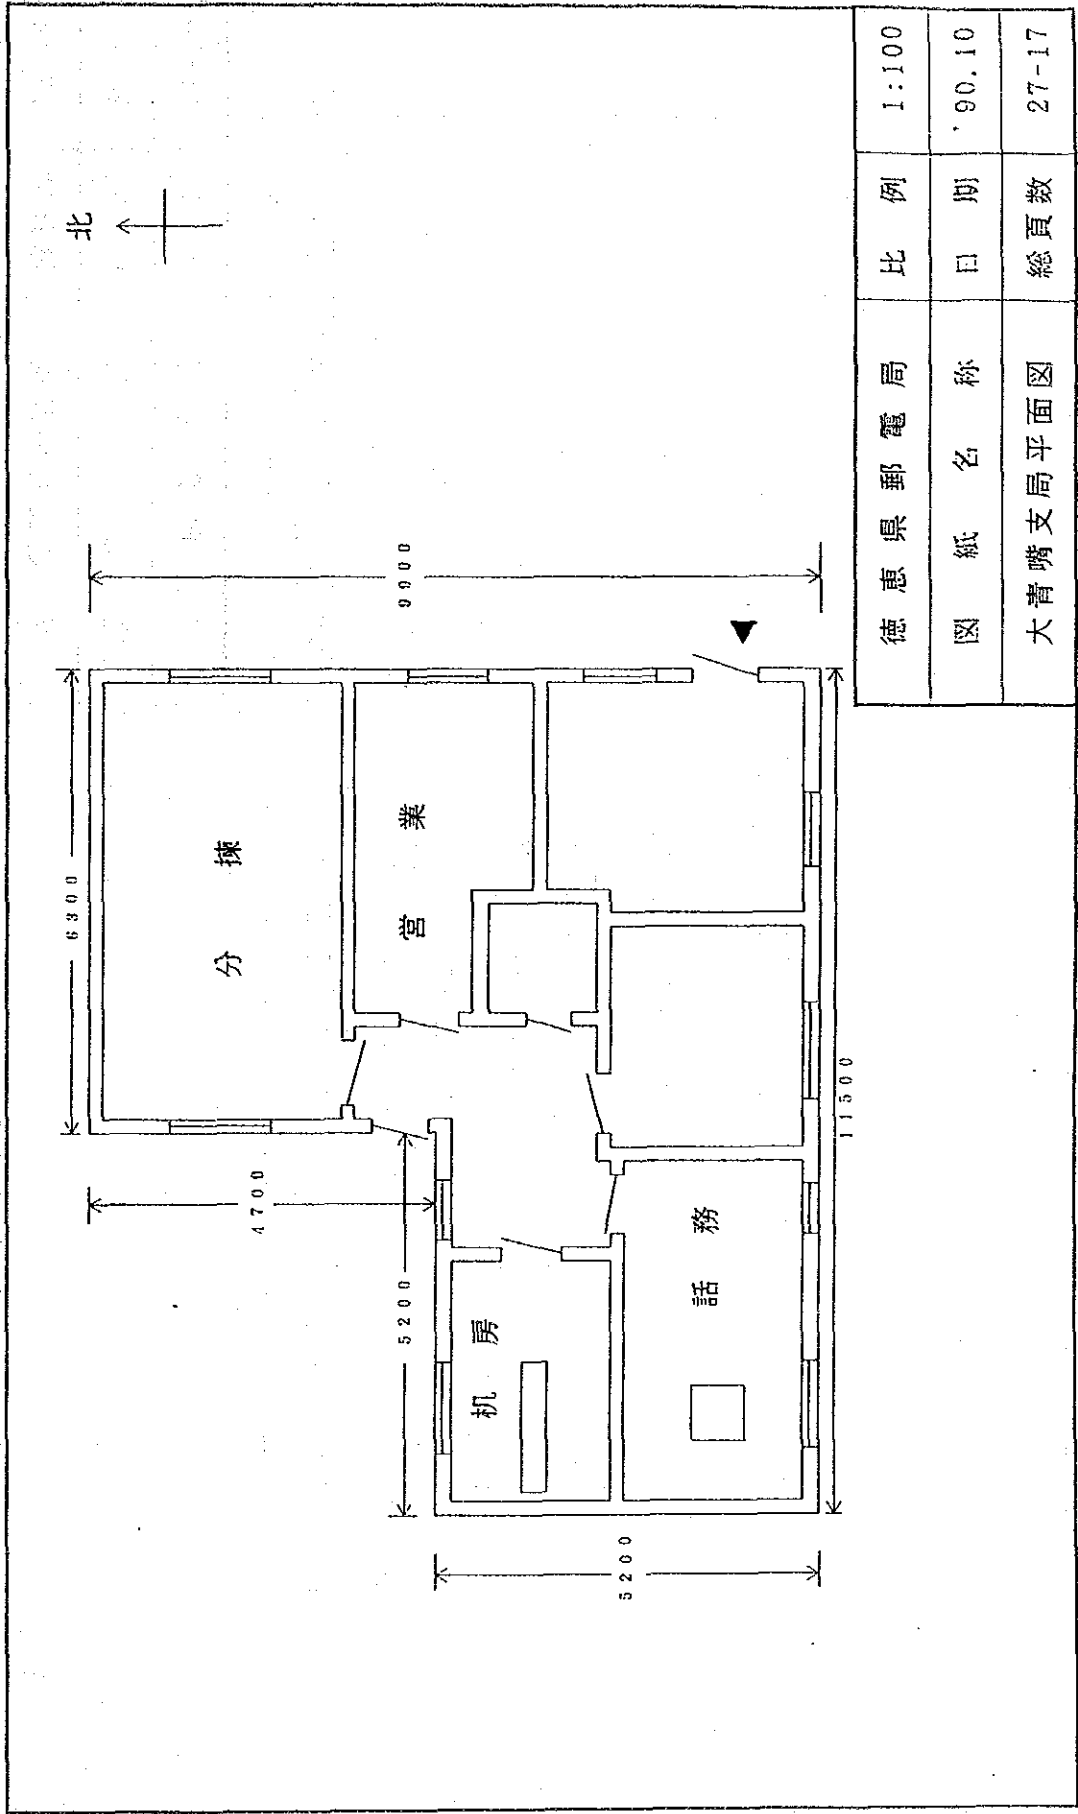 北
6300
9900
4700
5200
5200
11500
分揀
営業
机房
話務
徳恵県郵電局 比例 1:100
図紙名称 日期 '90.10
大青嘴支局平面図 総頁数 27-17